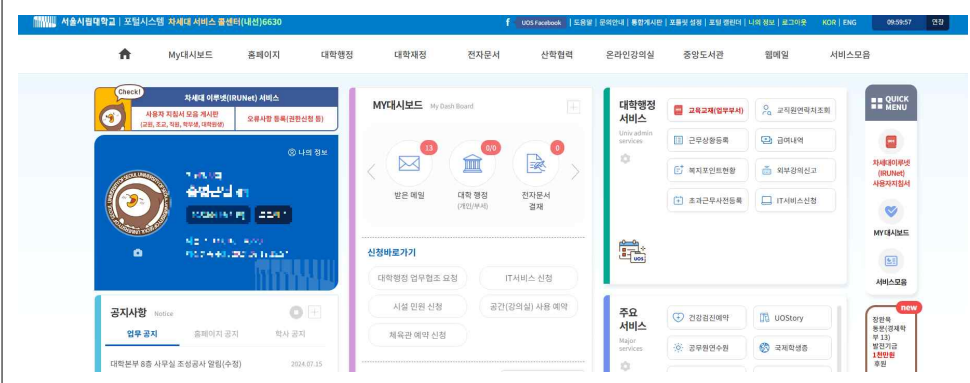 서울시립대학교 | 포털시스템 차세대 서비스 콜센터(내선)6630
f UOS Facebook | 도움말 | 문의안내 | 통합게시판 | 포틀릿 설정 | 포털 캘린더 | 나의 정보 | 로그오프 KOR | ENG 09:59:57 연장
My대시보드 홈페이지 대학행정 대학재정 전자문서 산학협력 온라인강의실 중앙도서관 웹메일 서비스모음
Check!
차세대 이루넷(IRUNet) 서비스
사용자 지침서 모음 게시판
(교원, 조교, 직원, 학부생, 대학원생)
오류사항 등록(권한신청 등)
나의 정보
공지사항 Notice
업무 공지 홈페이지 공지 학사 공지
대학본부 8층 사무실 조성공사 알림(수정) 2024.07.15
MY대시보드 My Dash Board
13 0/0 0
받은 메일 대학 행정 전자문서
(개인/부서) 결재
신청바로가기
대학행정 업무협조 요청 IT서비스 신청
시설 민원 신청 공간(강의실) 사용 예약
체육관 예약 신청
대학행정
서비스
Univ admin
services
교육교재(업무부서) 교직원연락처조회
근무상황등록 급여내역
복지포인트현황 외부강의신고
초과근무사전등록 IT서비스신청
UOS
주요
서비스
Major
services
건강검진예약 UOStory
공무원연수원 국제학생증
QUICK
MENU
차세대이루넷
(IRUNet)
사용자지침서
MY대시보드
서비스모음
new
동문(경제학
부 13)
발전기금
1천만원
후원